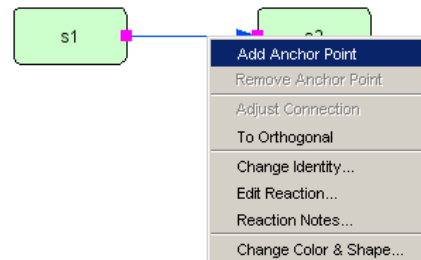 s1
Add Anchor Point
Remove Anchor Point
Adjust Connection
To Orthogonal
Change Identity...
Edit Reaction...
Reaction Notes...
Change Color & Shape...